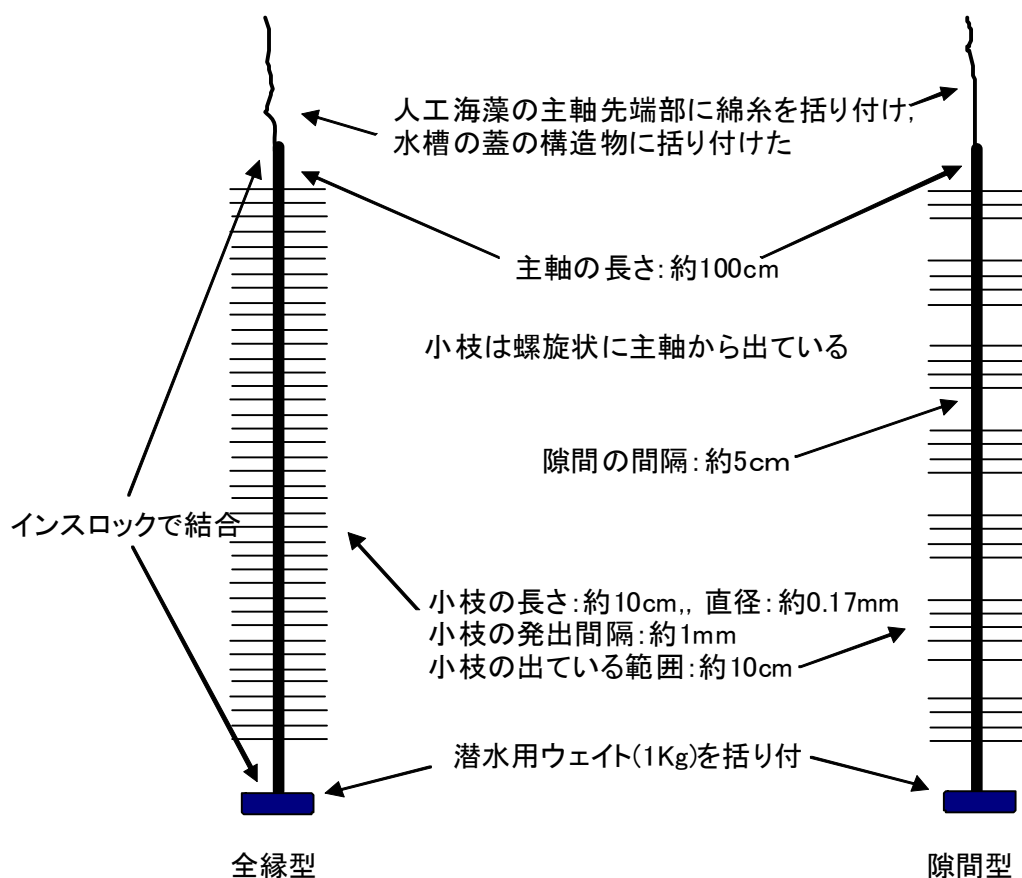 人工海藻の主軸先端部に綿糸を括り付け,
水槽の蓋の構造物に括り付けた
主軸の長さ:約100cm
小枝は螺旋状に主軸から出ている
隙間の間隔:約5cm
インスロックで結合
小枝の長さ:約10cm,, 直径:約0.17mm
小枝の発出間隔:約1mm
小枝の出ている範囲:約10cm
潜水用ウェイト(1Kg)を括り付
全縁型
隙間型